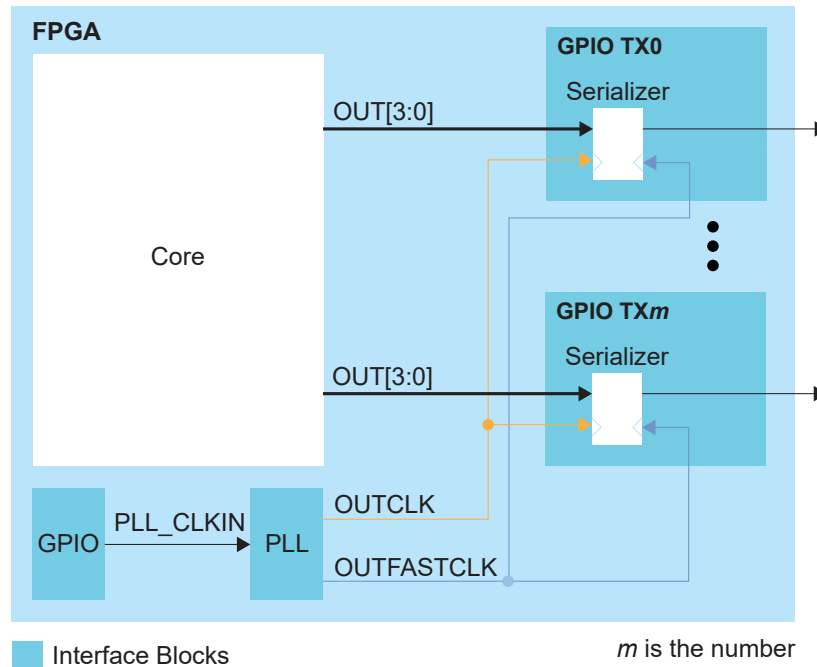 FPGA
GPIO TX0
Serializer
OUT[3:0]
Core
GPIO TXm
Serializer
OUT[3:0]
OUTCLK
PLL_CLKIN
GPIO
PLL
OUTFASTCLK
Interface Blocks
m is the number